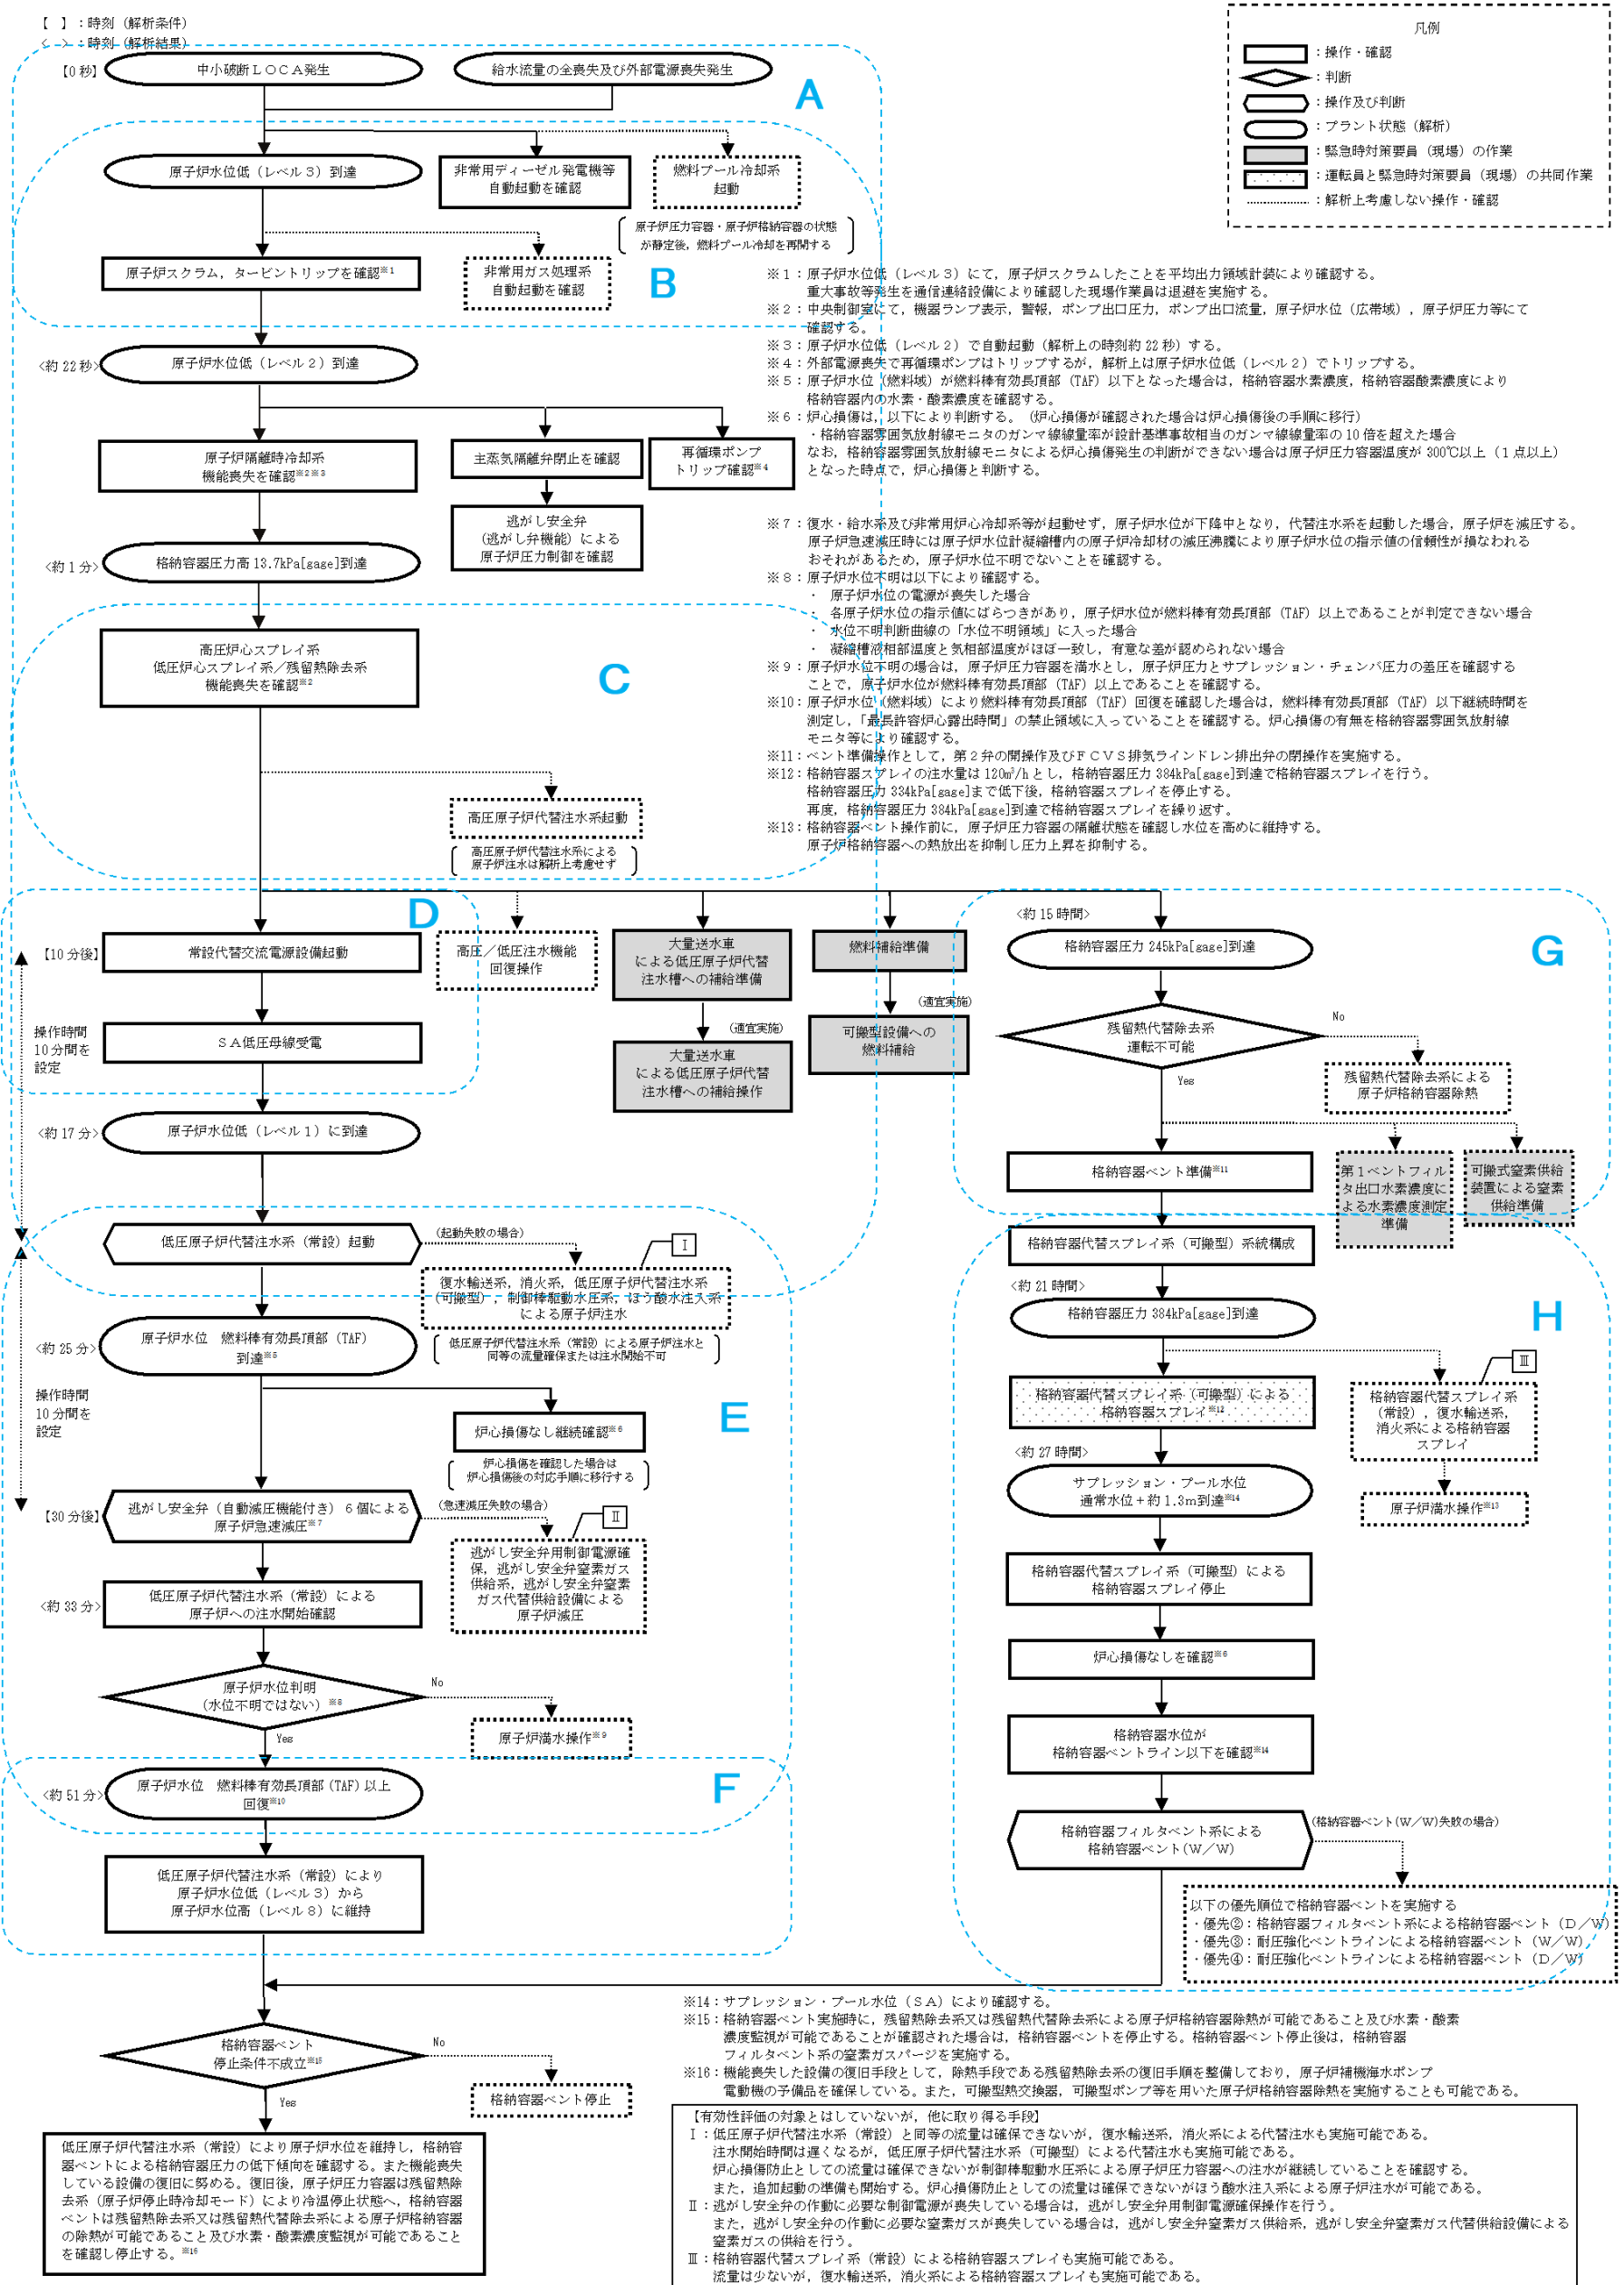 【　】：時刻（解析条件）
＜　＞：時刻（解析結果）
凡例
：操作・確認
：判断
：操作及び判断
：プラント状態（解析）
：緊急時対策要員（現場）の作業
：運転員と緊急時対策要員（現場）の共同作業
：解析上考慮しない操作・確認
【0秒】
中小破断ＬＯＣＡ発生
給水流量の全喪失及び外部電源喪失発生
A
原子炉水位低（レベル３）到達
非常用ディーゼル発電機等
自動起動を確認
燃料プール冷却系
起動
原子炉圧力容器・原子炉格納容器の状態
が静定後，燃料プール冷却を再開する
原子炉スクラム，タービントリップを確認※1
非常用ガス処理系
自動起動を確認
B
※１：原子炉水位低（レベル３）にて，原子炉スクラムしたことを平均出力領域計装により確認する。
重大事故等発生を通信連絡設備により確認した現場作業員は退避を実施する。
※２：中央制御室にて，機器ランプ表示，警報，ポンプ出口圧力，ポンプ出口流量，原子炉水位（広帯域），原子炉圧力等にて
確認する。
※３：原子炉水位低（レベル２）で自動起動（解析上の時刻約22秒）する。
※４：外部電源喪失で再循環ポンプはトリップするが，解析上は原子炉水位低（レベル２）でトリップする。
※５：原子炉水位（燃料域）が燃料棒有効長頂部（TAF）以下となった場合は，格納容器水素濃度，格納容器酸素濃度により
格納容器内の水素・酸素濃度を確認する。
※６：炉心損傷は，以下により判断する。（炉心損傷が確認された場合は炉心損傷後の手順に移行）
・格納容器雰囲気放射線モニタのガンマ線線量率が設計基準事故相当のガンマ線線量率の10倍を超えた場合
なお，格納容器雰囲気放射線モニタによる炉心損傷発生の判断ができない場合は原子炉圧力容器温度が300℃以上（１点以上）
となった時点で，炉心損傷と判断する。
※７：復水・給水系及び非常用炉心冷却系等が起動せず，原子炉水位が下降中となり，代替注水系を起動した場合，原子炉を減圧する。
原子炉急速減圧時には原子炉水位計凝縮槽内の原子炉冷却材の減圧沸騰により原子炉水位の指示値の信頼性が損なわれる
おそれがあるため，原子炉水位不明でないことを確認する。
※８：原子炉水位不明は以下により確認する。
・　原子炉水位の電源が喪失した場合
・　各原子炉水位の指示値にばらつきがあり，原子炉水位が燃料棒有効長頂部（TAF）以上であることが判定できない場合
・　水位不明判断曲線の「水位不明領域」に入った場合
・　凝縮槽液相部温度と気相部温度がほぼ一致し，有意な差が認められない場合
※９：原子炉水位不明の場合は，原子炉圧力容器を満水とし，原子炉圧力とサプレッション・チェンバ圧力の差圧を確認する
ことで，原子炉水位が燃料棒有効長頂部（TAF）以上であることを確認する。
※10：原子炉水位（燃料域）により燃料棒有効長頂部（TAF）回復を確認した場合は，燃料棒有効長頂部（TAF）以下継続時間を
測定し，「最長許容炉心露出時間」の禁止領域に入っていることを確認する。炉心損傷の有無を格納容器雰囲気放射線
モニタ等により確認する。
※11：ベント準備操作として，第２弁の開操作及びＦＣＶＳ排気ラインドレン排出弁の閉操作を実施する。
※12：格納容器スプレイの注水量は120m³/hとし，格納容器圧力384kPa[gage]到達で格納容器スプレイを行う。
格納容器圧力334kPa[gage]まで低下後，格納容器スプレイを停止する。
再度，格納容器圧力384kPa[gage]到達で格納容器スプレイを繰り返す。
※13：格納容器ベント操作前に，原子炉圧力容器の隔離状態を確認し水位を高めに維持する。
原子炉格納容器への熱放出を抑制し圧力上昇を抑制する。
<約22秒>
原子炉水位低（レベル２）到達
原子炉隔離時冷却系
機能喪失を確認※2※3
主蒸気隔離弁閉止を確認
再循環ポンプ
トリップ確認※4
逃がし安全弁
（逃がし弁機能）による
原子炉圧力制御を確認
<約１分>
格納容器圧力高13.7kPa[gage]到達
高圧炉心スプレイ系
低圧炉心スプレイ系／残留熱除去系
機能喪失を確認※2
C
高圧原子炉代替注水系起動
高圧原子炉代替注水系による
原子炉注水は解析上考慮せず
D
【10分後】
常設代替交流電源設備起動
高圧／低圧注水機能
回復操作
大量送水車
による低圧原子炉代替
注水槽への補給準備
燃料補給準備
（適宜実施）
可搬型設備への
燃料補給
（適宜実施）
大量送水車
による低圧原子炉代替
注水槽への補給操作
操作時間
10分間を
設定
ＳＡ低圧母線受電
<約17分>
原子炉水位低（レベル１）に到達
<約15時間>
格納容器圧力245kPa[gage]到達
G
残留熱代替除去系
運転不可能
No
残留熱代替除去系による
原子炉格納容器除熱
Yes
格納容器ベント準備※11
第１ベントフィル
タ出口水素濃度に
よる水素濃度測定
準備
可搬式窒素供給
装置による窒素
供給準備
低圧原子炉代替注水系（常設）起動
（起動失敗の場合）
Ⅰ
復水輸送系，消火系，低圧原子炉代替注水系
（可搬型），制御棒駆動水圧系，ほう酸水注入系
による原子炉注水
低圧原子炉代替注水系（常設）による原子炉注水と
同等の流量確保または注水開始不可
<約25分>
原子炉水位　燃料棒有効長頂部（TAF）
到達※5
操作時間
10分間を
設定
E
炉心損傷なし継続確認※6
炉心損傷を確認した場合は
炉心損傷後の対応手順に移行する
【30分後】
逃がし安全弁（自動減圧機能付き）６個による
原子炉急速減圧※7
（急速減圧失敗の場合）
Ⅱ
逃がし安全弁用制御電源確
保，逃がし安全弁窒素ガス
供給系，逃がし安全弁窒素
ガス代替供給設備による
原子炉減圧
<約33分>
低圧原子炉代替注水系（常設）による
原子炉への注水開始確認
原子炉水位判明
（水位不明ではない）※8
No
原子炉満水操作※9
Yes
F
<約51分>
原子炉水位　燃料棒有効長頂部（TAF）以上
回復※10
低圧原子炉代替注水系（常設）により
原子炉水位低（レベル３）から
原子炉水位高（レベル８）に維持
格納容器代替スプレイ系（可搬型）系統構成
<約21時間>
格納容器圧力384kPa[gage]到達
H
Ⅲ
格納容器代替スプレイ系（可搬型）による
格納容器スプレイ※12
格納容器代替スプレイ系
（常設），復水輸送系，
消火系による格納容器
スプレイ
原子炉満水操作※13
<約27時間>
サプレッション・プール水位
通常水位＋約1.3m到達※14
格納容器代替スプレイ系（可搬型）による
格納容器スプレイ停止
炉心損傷なしを確認※6
格納容器水位が
格納容器ベントライン以下を確認※14
格納容器フィルタベント系による
格納容器ベント(Ｗ／Ｗ)
（格納容器ベント(Ｗ／Ｗ)失敗の場合）
以下の優先順位で格納容器ベントを実施する
・優先②：格納容器フィルタベント系による格納容器ベント（Ｄ／Ｗ）
・優先③：耐圧強化ベントラインによる格納容器ベント（Ｗ／Ｗ）
・優先④：耐圧強化ベントラインによる格納容器ベント（Ｄ／Ｗ）
格納容器ベント
停止条件不成立※15
No
格納容器ベント停止
Yes
低圧原子炉代替注水系（常設）により原子炉水位を維持し，格納容
器ベントによる格納容器圧力の低下傾向を確認する。また機能喪失
している設備の復旧に努める。復旧後，原子炉圧力容器は残留熱除
去系（原子炉停止時冷却モード）により冷温停止状態へ，格納容器
ベントは残留熱除去系又は残留熱代替除去系による原子炉格納容器
の除熱が可能であること及び水素・酸素濃度監視が可能であること
を確認し停止する。※16
※14：サプレッション・プール水位（ＳＡ）により確認する。
※15：格納容器ベント実施時に，残留熱除去系又は残留熱代替除去系による原子炉格納容器除熱が可能であること及び水素・酸素
濃度監視が可能であることが確認された場合は，格納容器ベントを停止する。格納容器ベント停止後は，格納容器
フィルタベント系の窒素ガスパージを実施する。
※16：機能喪失した設備の復旧手段として，除熱手段である残留熱除去系の復旧手順を整備しており，原子炉補機海水ポンプ
電動機の予備品を確保している。また，可搬型熱交換器，可搬型ポンプ等を用いた原子炉格納容器除熱を実施することも可能である。
【有効性評価の対象とはしていないが，他に取り得る手段】
Ⅰ：低圧原子炉代替注水系（常設）と同等の流量は確保できないが，復水輸送系，消火系による代替注水も実施可能である。
注水開始時間は遅くなるが，低圧原子炉代替注水系（可搬型）による代替注水も実施可能である。
炉心損傷防止としての流量は確保できないが制御棒駆動水圧系による原子炉圧力容器への注水が継続していることを確認する。
また，追加起動の準備も開始する。炉心損傷防止としての流量は確保できないがほう酸水注入系による原子炉注水が可能である。
Ⅱ：逃がし安全弁の作動に必要な制御電源が喪失している場合は，逃がし安全弁用制御電源確保操作を行う。
また，逃がし安全弁の作動に必要な窒素ガスが喪失している場合は，逃がし安全弁窒素ガス供給系，逃がし安全弁窒素ガス代替供給設備による
窒素ガスの供給を行う。
Ⅲ：格納容器代替スプレイ系（常設）による格納容器スプレイも実施可能である。
流量は少ないが，復水輸送系，消火系による格納容器スプレイも実施可能である。